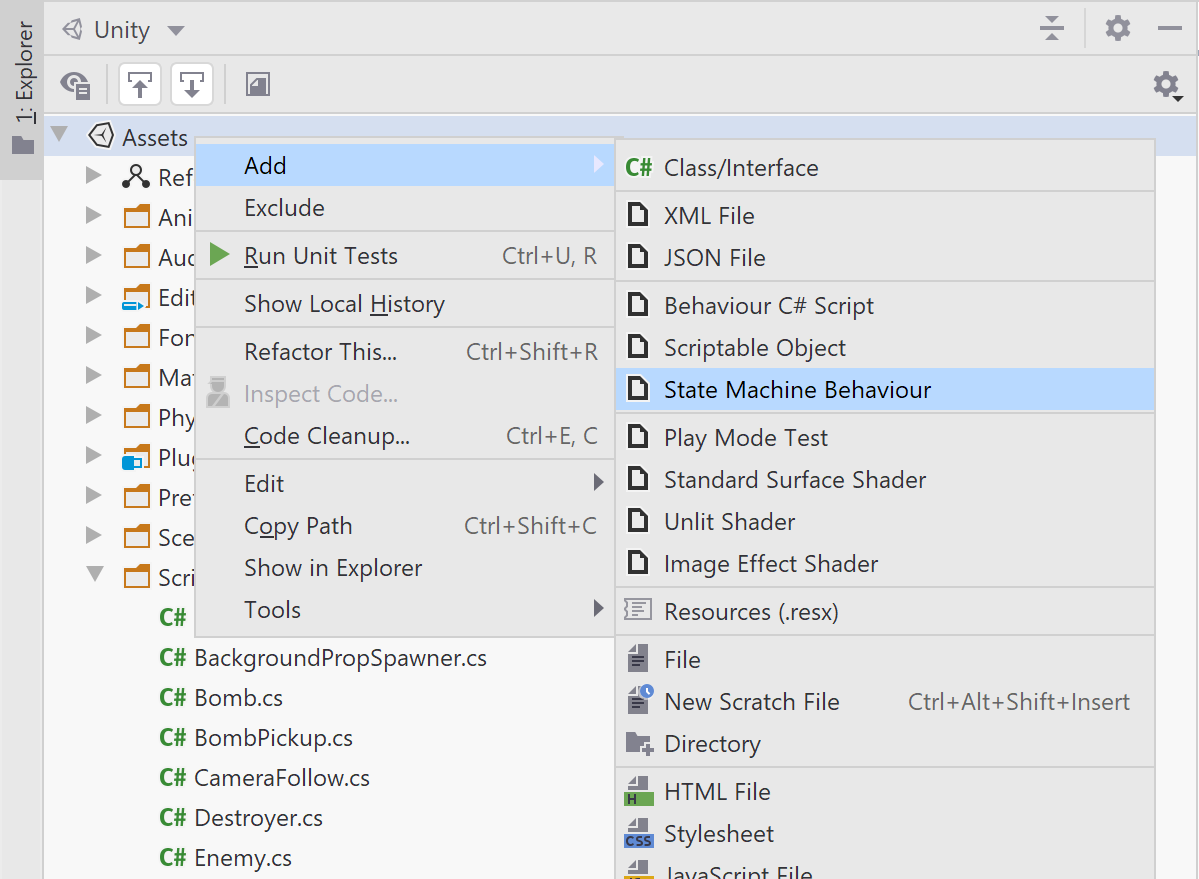 1: Explorer
Unity
Assets
Ref
Ani
Aud
Edit
Fon
Mat
Phy
Plug
Pref
Sce
Scri
C#
C# BackgroundPropSpawner.cs
C# Bomb.cs
C# BombPickup.cs
C# CameraFollow.cs
C# Destroyer.cs
C# Enemy.cs
Add
Exclude
Run Unit Tests Ctrl+U, R
Show Local History
Refactor This... Ctrl+Shift+R
Inspect Code...
Code Cleanup... Ctrl+E, C
Edit
Copy Path Ctrl+Shift+C
Show in Explorer
Tools
C# Class/Interface
XML File
JSON File
Behaviour C# Script
Scriptable Object
State Machine Behaviour
Play Mode Test
Standard Surface Shader
Unlit Shader
Image Effect Shader
Resources (.resx)
File
New Scratch File Ctrl+Alt+Shift+Insert
Directory
H HTML File
CSS Stylesheet
JavaScript File